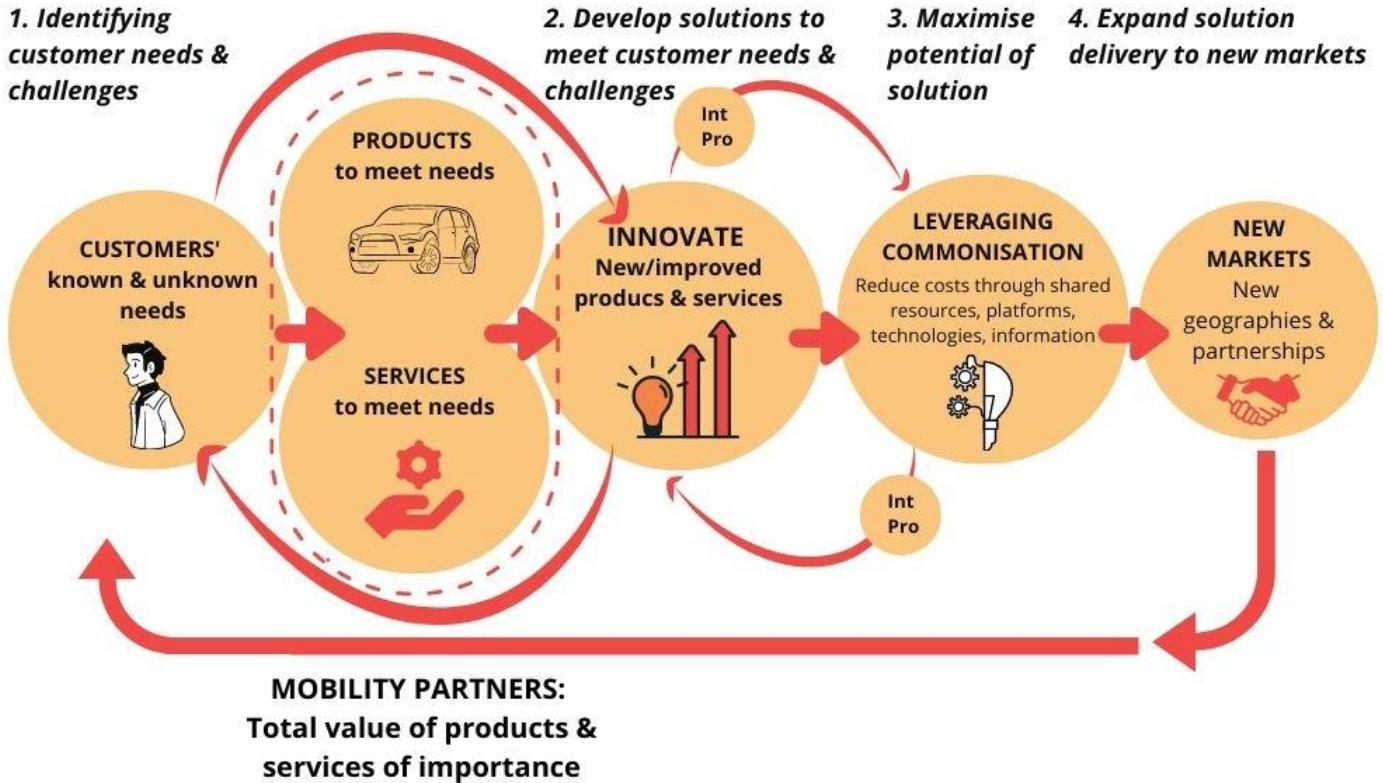 1. Identifying
customer needs &
challenges
2. Develop solutions to
meet customer needs &
challenges
3. Maximise
potential of
solution
4. Expand solution
delivery to new markets
CUSTOMERS'
known & unknown
needs
PRODUCTS
to meet needs
SERVICES
to meet needs
Int
Pro
INNOVATE
New/improved
producs & services
LEVERAGING
COMMONISATION
Reduce costs through shared
resources, platforms,
technologies, information
Int
Pro
NEW
MARKETS
New
geographies &
partnerships
MOBILITY PARTNERS:
Total value of products &
services of importance